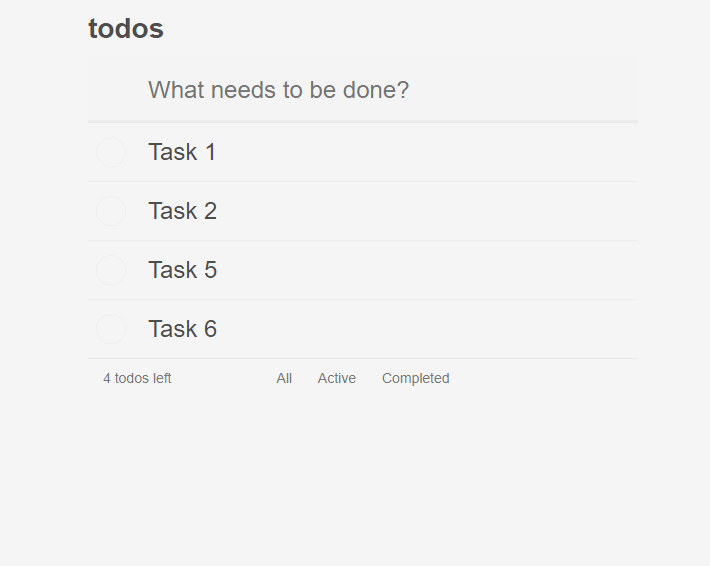 todos
What needs to be done?
Task 1
Task 2
Task 5
Task 6
4 todos left All Active Completed